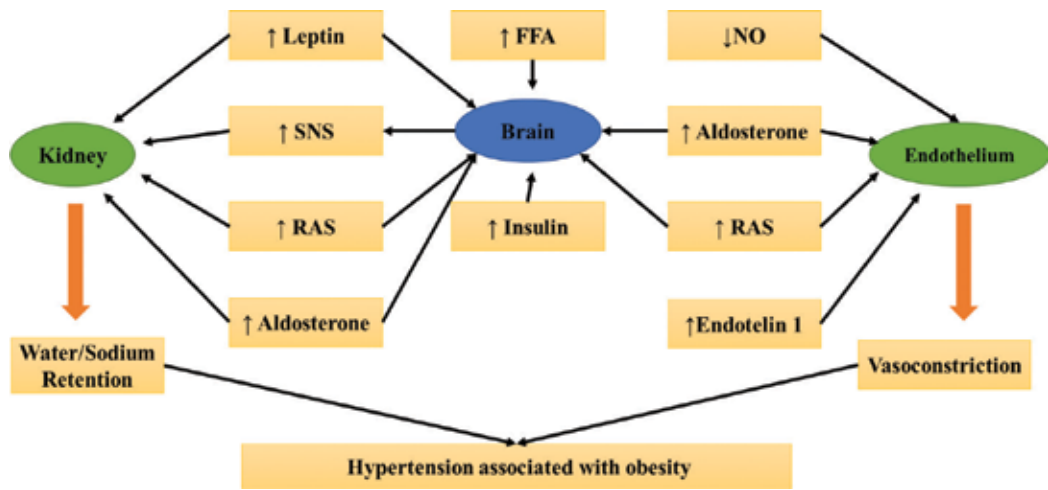 ↑ Leptin
↑ FFA
↓NO
↑ SNS
Brain
↑ Aldosterone
Kidney
Endothelium
↑ RAS
↑ Insulin
↑ RAS
↑ Aldosterone
↑Endotelin 1
Water/Sodium
Retention
Vasoconstriction
Hypertension associated with obesity